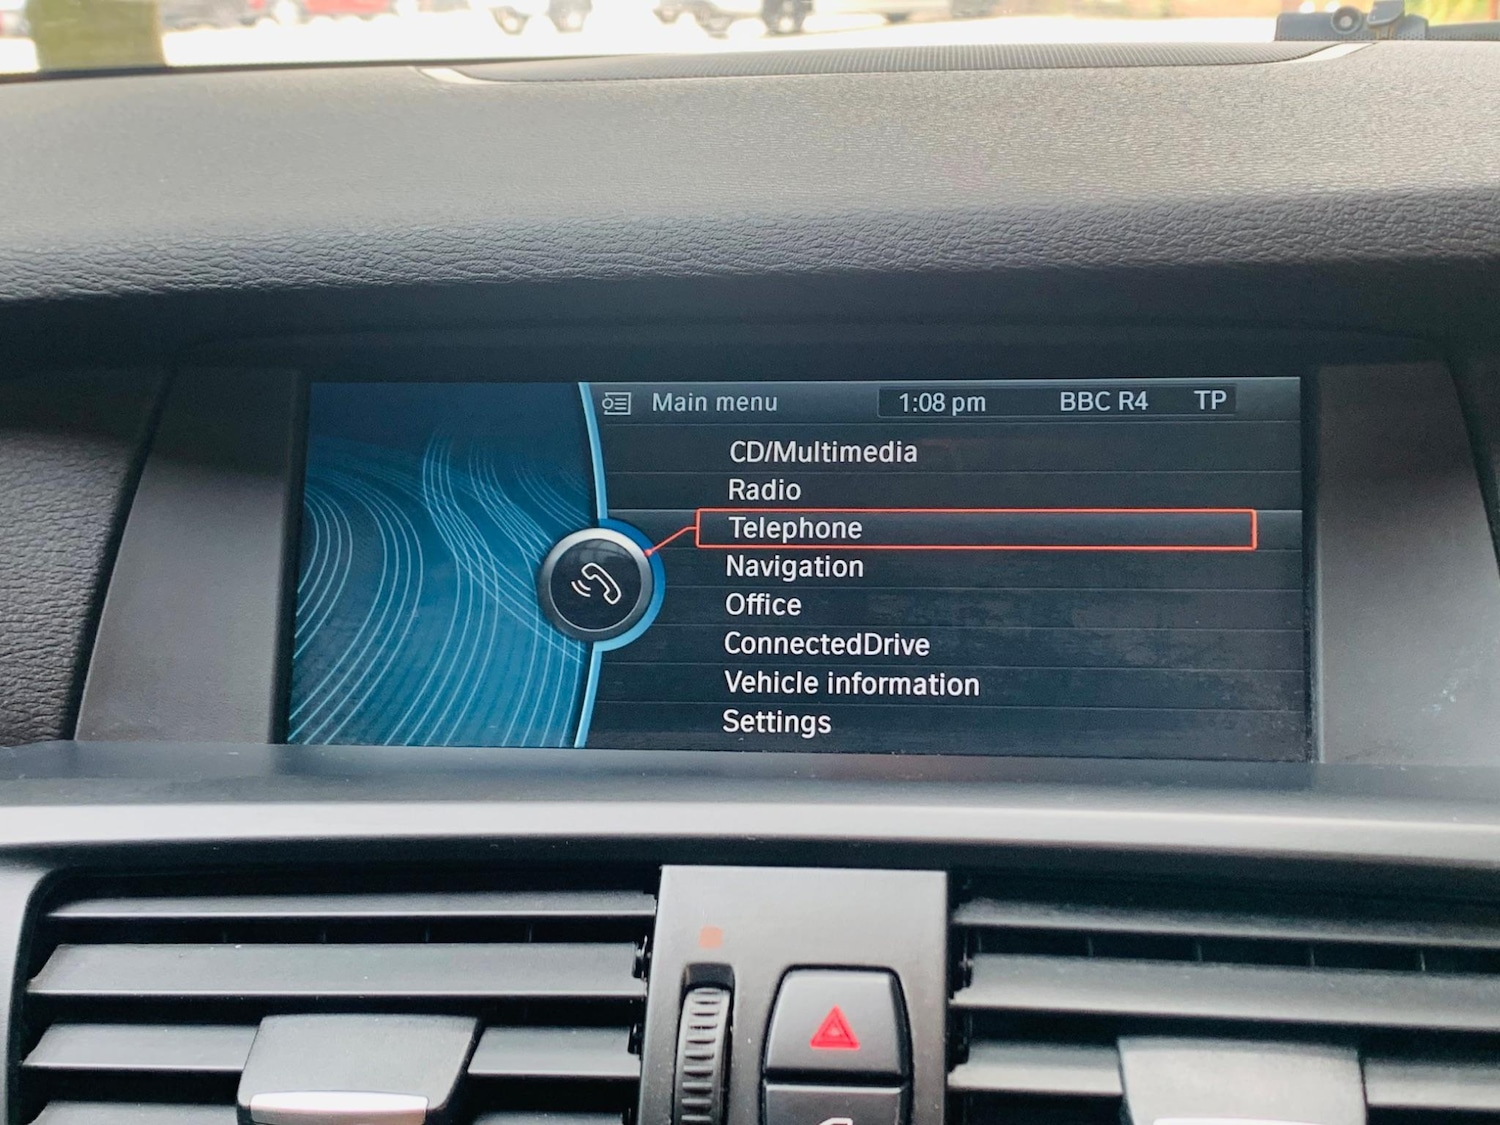 Main menu 1:08 pm BBC R4 TP
CD/Multimedia
Radio
Telephone
Navigation
Office
ConnectedDrive
Vehicle information
Settings